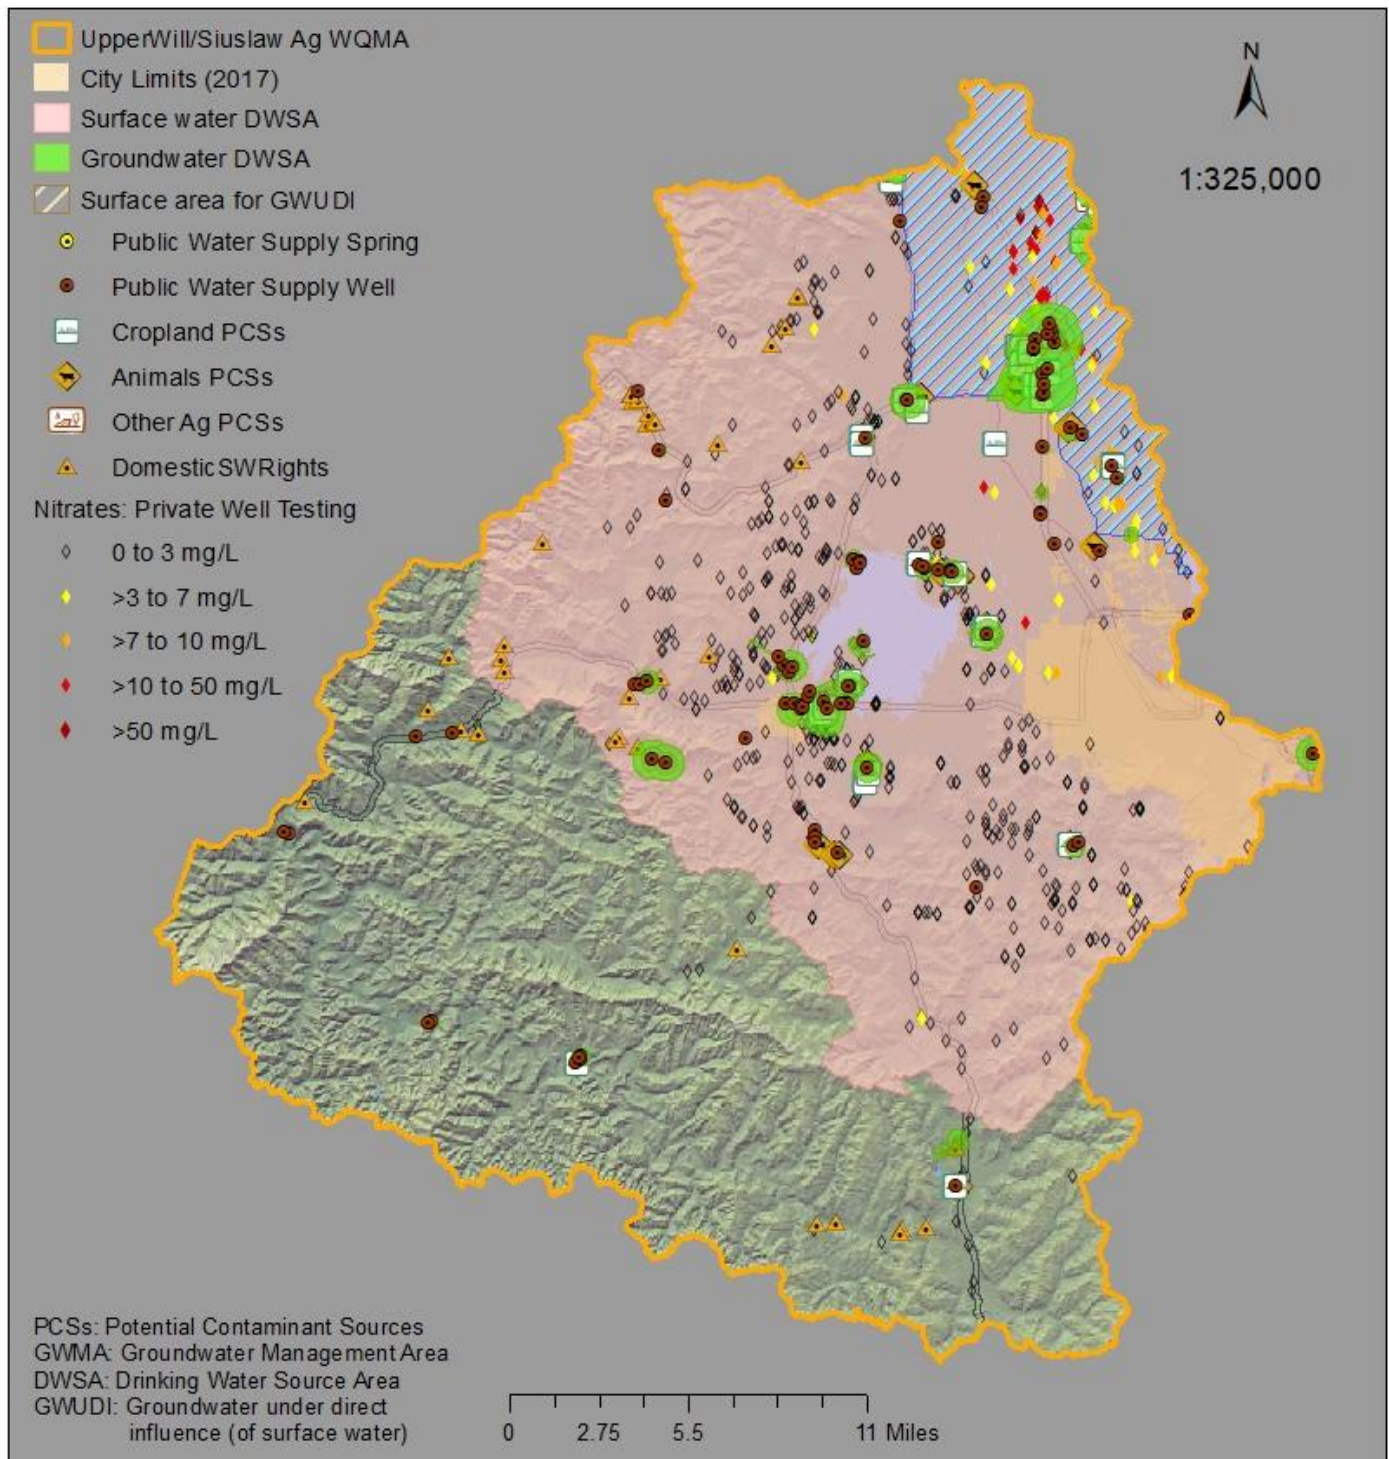 UpperWill/Siuslaw Ag WQMA
City Limits (2017)
Surface water DWSA
Groundwater DWSA
Surface area for GWUDI
Public Water Supply Spring
Public Water Supply Well
Cropland PCSs
Animals PCSs
Other Ag PCSs
DomesticSWRights
Nitrates: Private Well Testing
0 to 3 mg/L
>3 to 7 mg/L
>7 to 10 mg/L
>10 to 50 mg/L
>50 mg/L
N
1:325,000
PCSs: Potential Contaminant Sources
GWMA: Groundwater Management Area
DWSA: Drinking Water Source Area
GWUDI: Groundwater under direct
influence (of surface water)
0 2.75 5.5 11 Miles